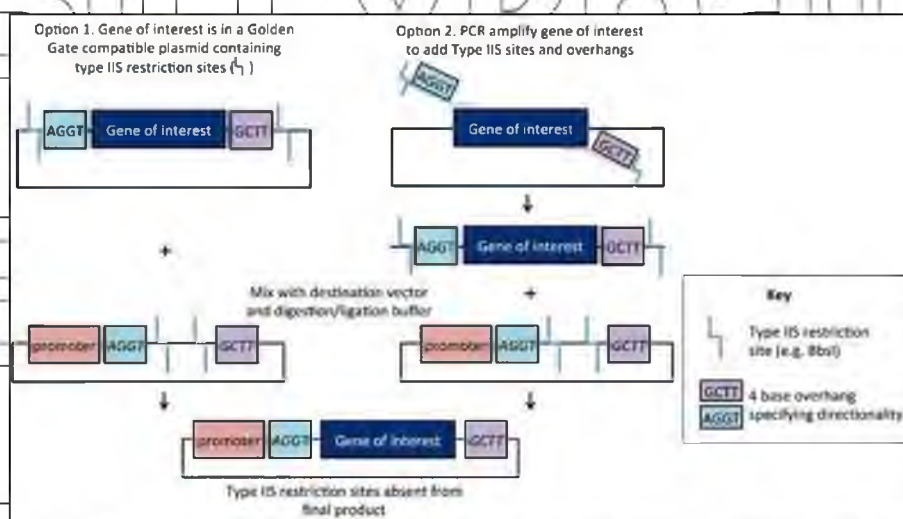 Option 1. Gene of interest is in a Golden
Gate compatible plasmid containing
type IIS restriction sites ( )
Option 2. PCR amplify gene of interest
to add Type IIS sites and overhangs
AGGT
Gene of interest
GCTT
AGGT
Gene of interest
GCTT
AGGT
Gene of interest
GCTT
+
Mix with destination vector
and digestion/ligation buffer
+
promoter
AGGT
GCTT
promoter
AGGT
GCTT
Key
Type IIS restriction
site (e.g. BbsI)
GCTT
4 base overhang
AGGT
specifying directionality
promoter
AGGT
Gene of interest
GCTT
Type IIS restriction sites absent from
final product